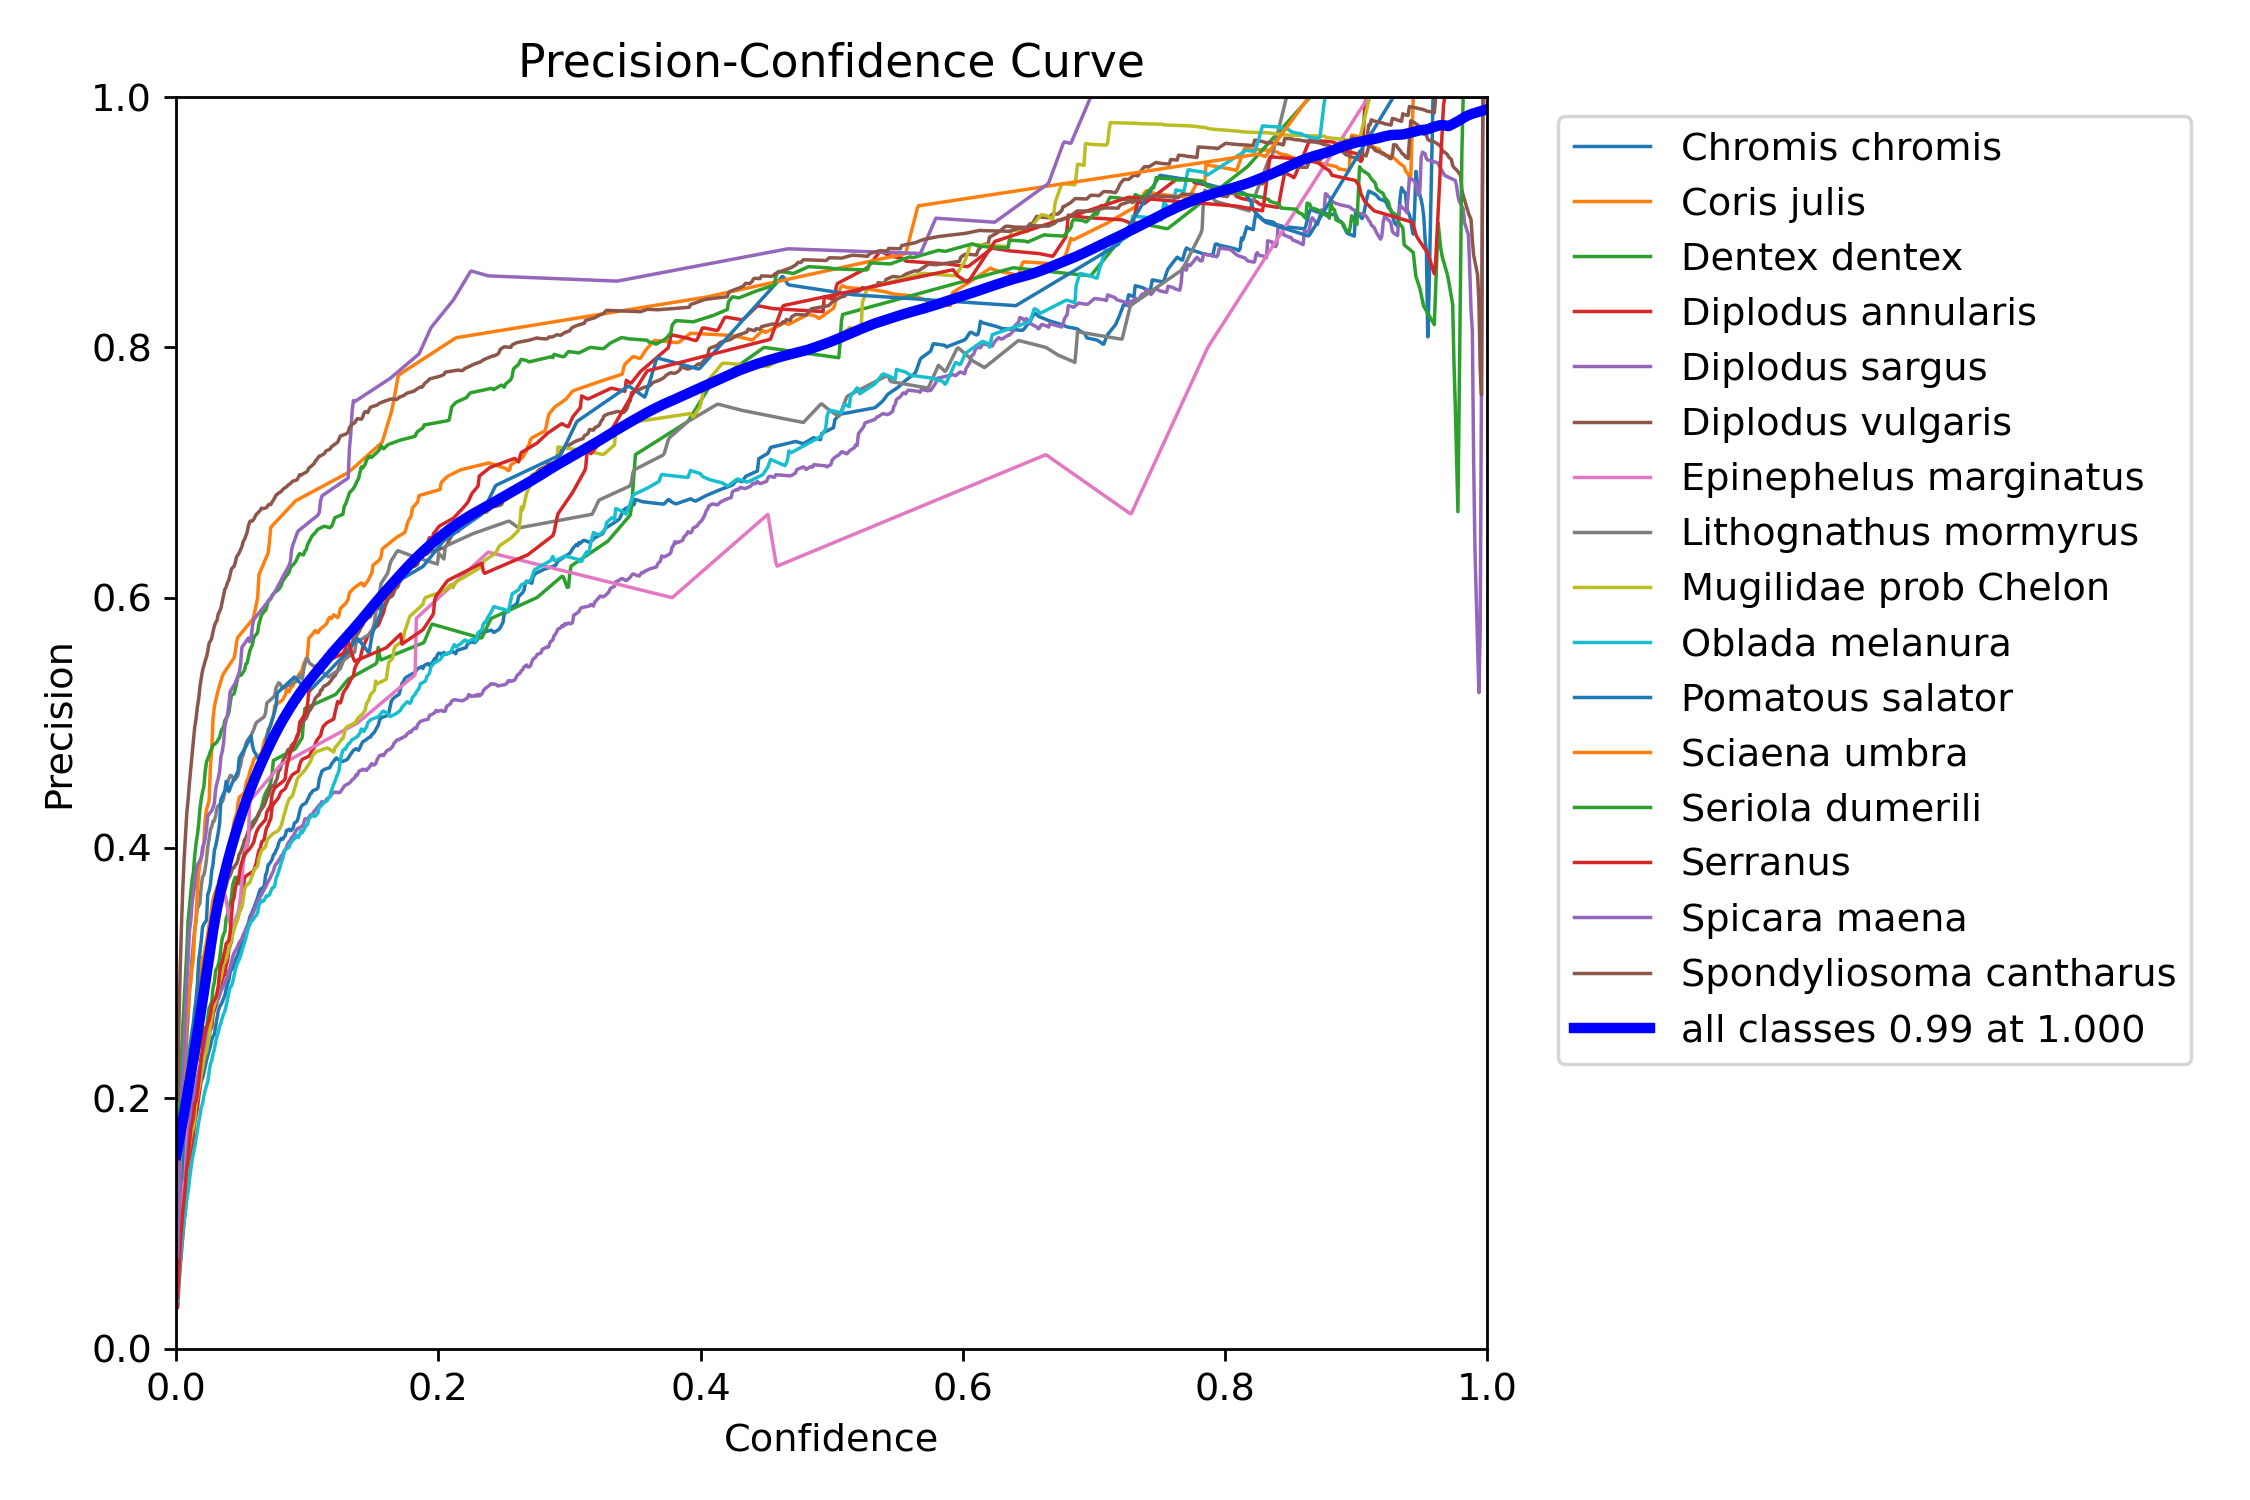 Precision-Confidence Curve
1.0
0.8
0.6
0.4
0.2
0.0
Precision
0.0 0.2 0.4 0.6 0.8 1.0
Confidence
Chromis chromis
Coris julis
Dentex dentex
Diplodus annularis
Diplodus sargus
Diplodus vulgaris
Epinephelus marginatus
Lithognathus mormyrus
Mugilidae prob Chelon
Oblada melanura
Pomatous salator
Sciaena umbra
Seriola dumerili
Serranus
Spicara maena
Spondyliosoma cantharus
all classes 0.99 at 1.000